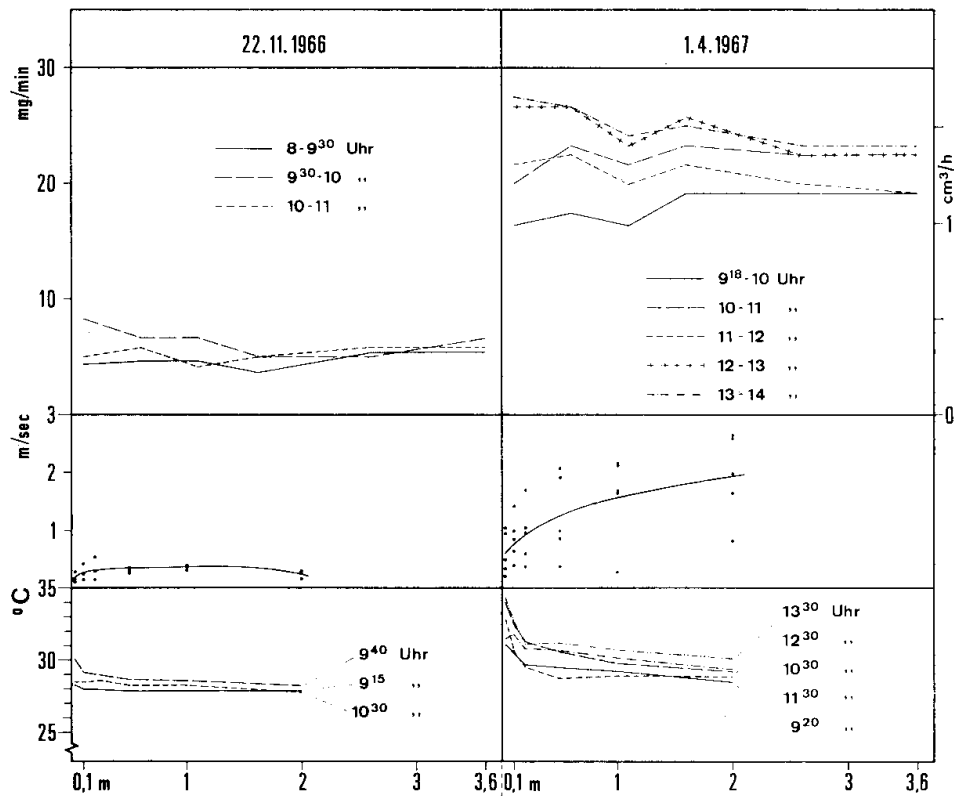 22.11.1966
1.4.1967
mg/min
30
20
10
8-9³⁰ Uhr
9³⁰-10 ,,
10-11 ,,
9¹⁸-10 Uhr
10-11 ,,
11-12 ,,
12-13 ,,
13-14 ,,
cm³/h
1
0
m/sec
3
2
1
°C
35
30
25
9⁴⁰ Uhr
9¹⁵ ,,
10³⁰ ,,
13³⁰ Uhr
12³⁰ ,,
10³⁰ ,,
11³⁰ ,,
9²⁰ ,,
0,1 m 1 2 3 3,6
0,1 m 1 2 3 3,6